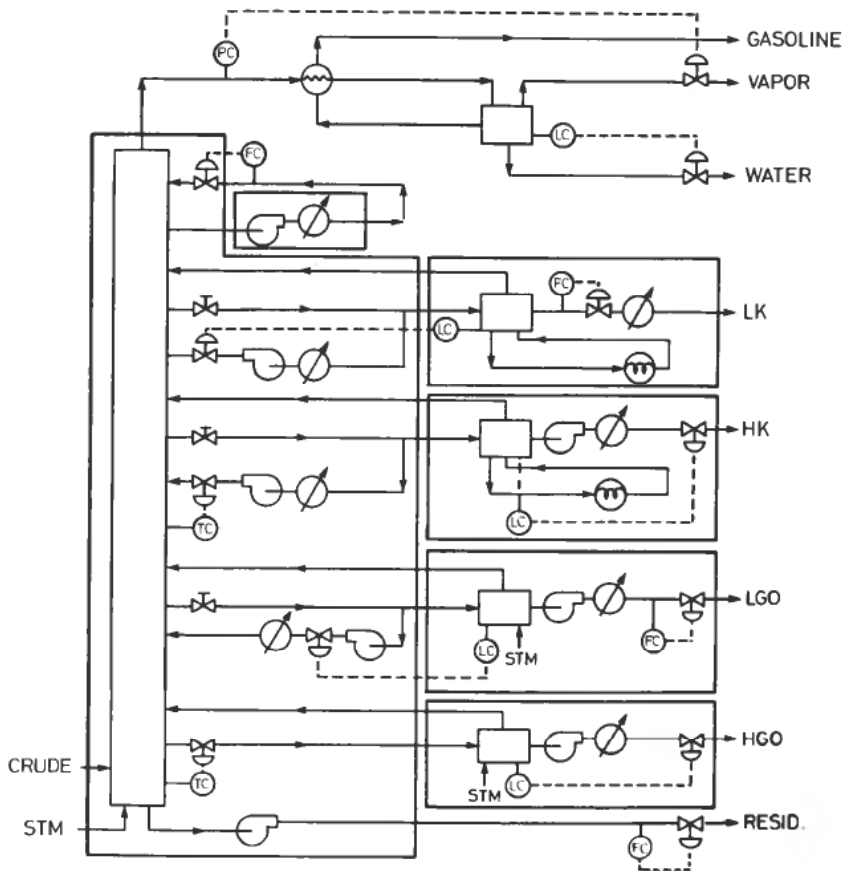 PC
GASOLINE
VAPOR
LC
FC
WATER
FC
LK
LC
HK
LC
TC
LGO
LC
STM
FC
HGO
CRUDE
TC
STM
LC
STM
RESID.
FC